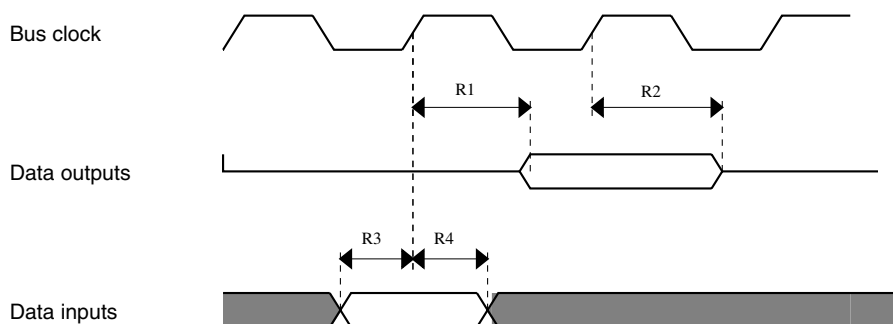 Bus clock
R1
R2
Data outputs
R3
R4
Data inputs